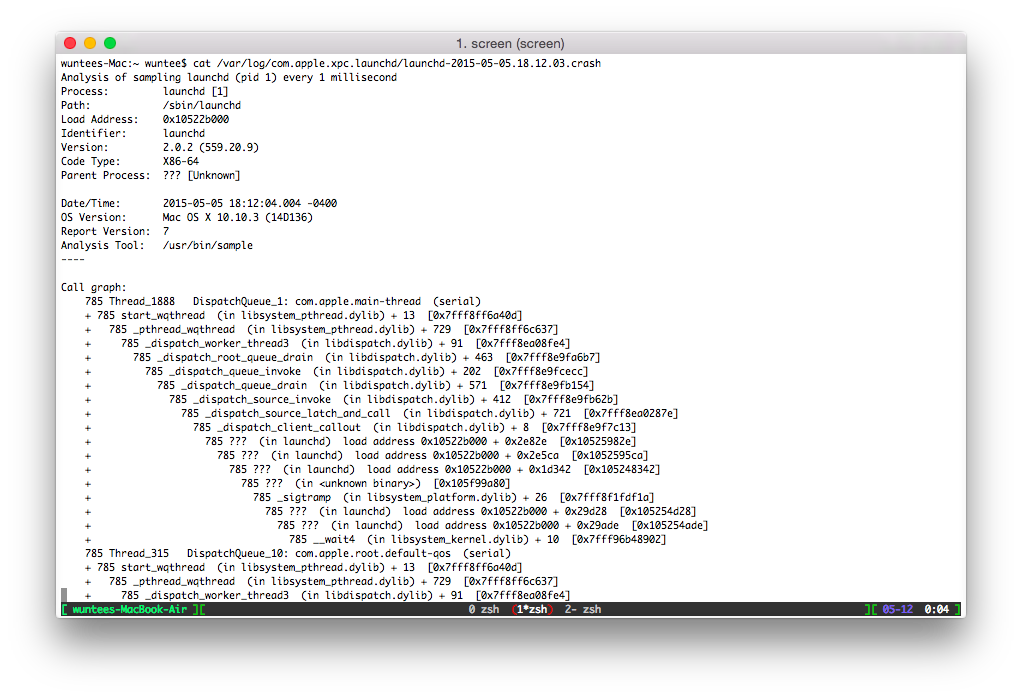 1. screen (screen)
wuntees-Mac:~ wuntee$ cat /var/log/com.apple.xpc.launchd/launchd-2015-05-05.18.12.03.crash
Analysis of sampling launchd (pid 1) every 1 millisecond
Process:         launchd [1]
Path:            /sbin/launchd
Load Address:    0x10522b000
Identifier:      launchd
Version:         2.0.2 (559.20.9)
Code Type:       X86-64
Parent Process:  ??? [Unknown]

Date/Time:       2015-05-05 18:12:04.004 -0400
OS Version:      Mac OS X 10.10.3 (14D136)
Report Version:  7
Analysis Tool:   /usr/bin/sample
----

Call graph:
    785 Thread_1888   DispatchQueue_1: com.apple.main-thread  (serial)
    + 785 start_wqthread  (in libsystem_pthread.dylib) + 13  [0x7fff8ff6a40d]
    +   785 _pthread_wqthread  (in libsystem_pthread.dylib) + 729  [0x7fff8ff6c637]
    +     785 _dispatch_worker_thread3  (in libdispatch.dylib) + 91  [0x7fff8ea08fe4]
    +       785 _dispatch_root_queue_drain  (in libdispatch.dylib) + 463  [0x7fff8e9fa6b7]
    +         785 _dispatch_queue_invoke  (in libdispatch.dylib) + 202  [0x7fff8e9fcecc]
    +           785 _dispatch_queue_drain  (in libdispatch.dylib) + 571  [0x7fff8e9fb154]
    +             785 _dispatch_source_invoke  (in libdispatch.dylib) + 412  [0x7fff8e9fb62b]
    +               785 _dispatch_source_latch_and_call  (in libdispatch.dylib) + 721  [0x7fff8ea0287e]
    +                 785 _dispatch_client_callout  (in libdispatch.dylib) + 8  [0x7fff8e9f7c13]
    +                   785 ???  (in launchd)  load address 0x10522b000 + 0x2e82e  [0x10525982e]
    +                     785 ???  (in launchd)  load address 0x10522b000 + 0x2e5ca  [0x1052595ca]
    +                       785 ???  (in launchd)  load address 0x10522b000 + 0x1d342  [0x105248342]
    +                         785 ???  (in <unknown binary>)  [0x105f99a80]
    +                           785 _sigtramp  (in libsystem_platform.dylib) + 26  [0x7fff8f1fdf1a]
    +                             785 ???  (in launchd)  load address 0x10522b000 + 0x29d28  [0x105254d28]
    +                               785 ???  (in launchd)  load address 0x10522b000 + 0x29ade  [0x105254ade]
    +                                 785 __wait4  (in libsystem_kernel.dylib) + 10  [0x7fff96b48902]
    785 Thread_315   DispatchQueue_10: com.apple.root.default-qos  (serial)
    + 785 start_wqthread  (in libsystem_pthread.dylib) + 13  [0x7fff8ff6a40d]
    +   785 _pthread_wqthread  (in libsystem_pthread.dylib) + 729  [0x7fff8ff6c637]
    +     785 _dispatch_worker_thread3  (in libdispatch.dylib) + 91  [0x7fff8ea08fe4]
[ wuntees-MacBook-Air ][ 0 zsh (1*zsh) 2- zsh ][ 05-12 0:04 ]